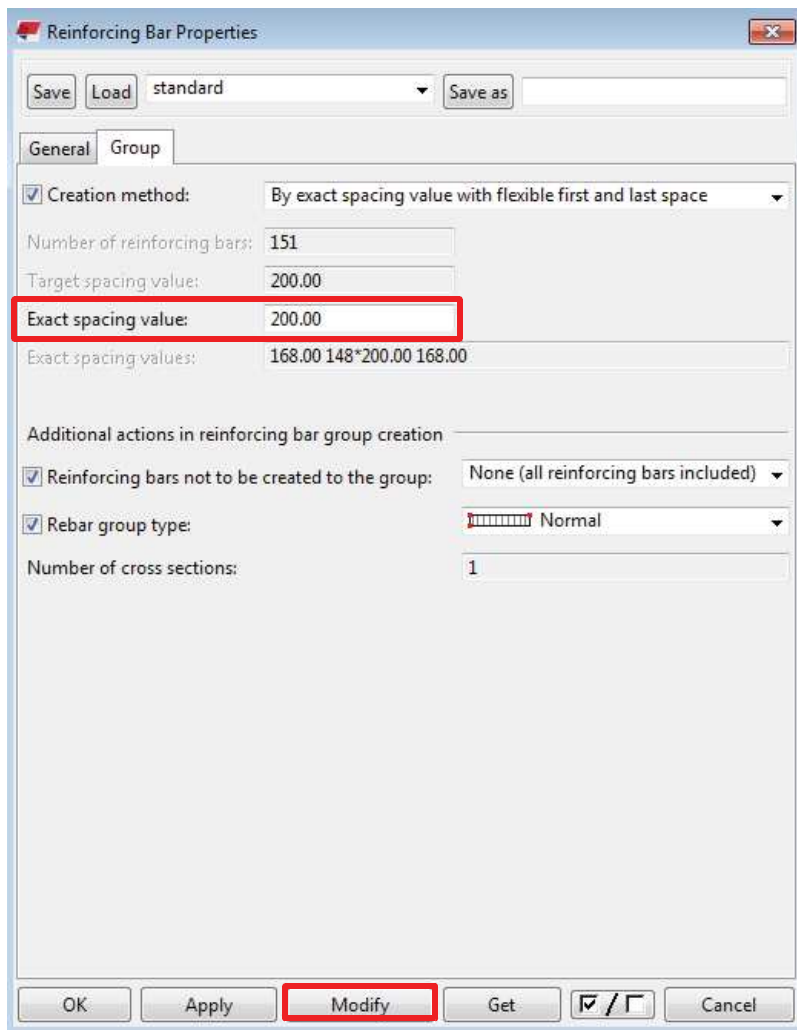 Reinforcing Bar Properties
Save Load standard Save as
General Group
Creation method: By exact spacing value with flexible first and last space
Number of reinforcing bars: 151
Target spacing value: 200.00
Exact spacing value: 200.00
Exact spacing values: 168.00 148*200.00 168.00
Additional actions in reinforcing bar group creation
Reinforcing bars not to be created to the group: None (all reinforcing bars included)
Rebar group type: Normal
Number of cross sections: 1
OK Apply Modify Get / Cancel